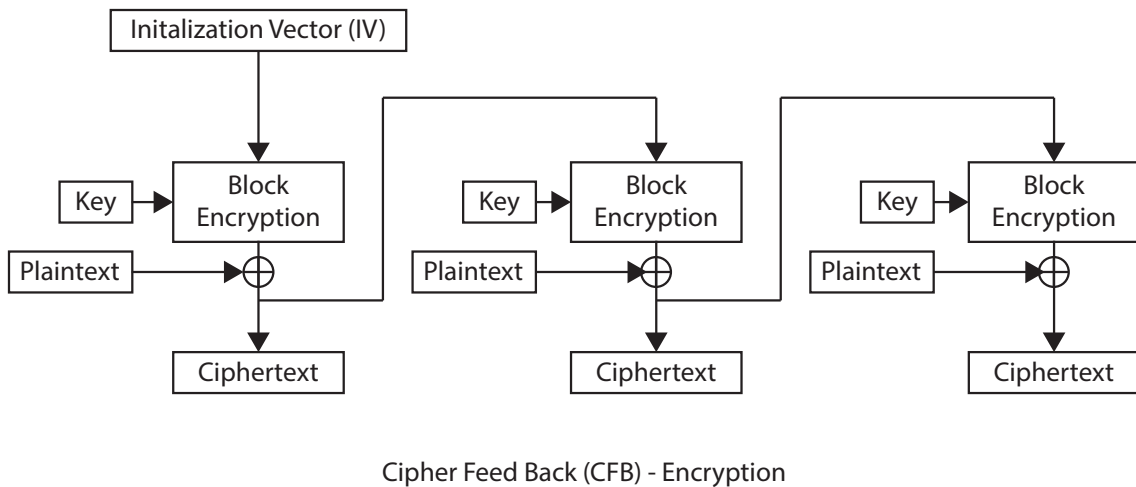 Initalization Vector (IV)
Block
Encryption
Block
Encryption
Block
Encryption
Key
Key
Key
Plaintext
Plaintext
Plaintext
Ciphertext
Ciphertext
Ciphertext
Cipher Feed Back (CFB) - Encryption